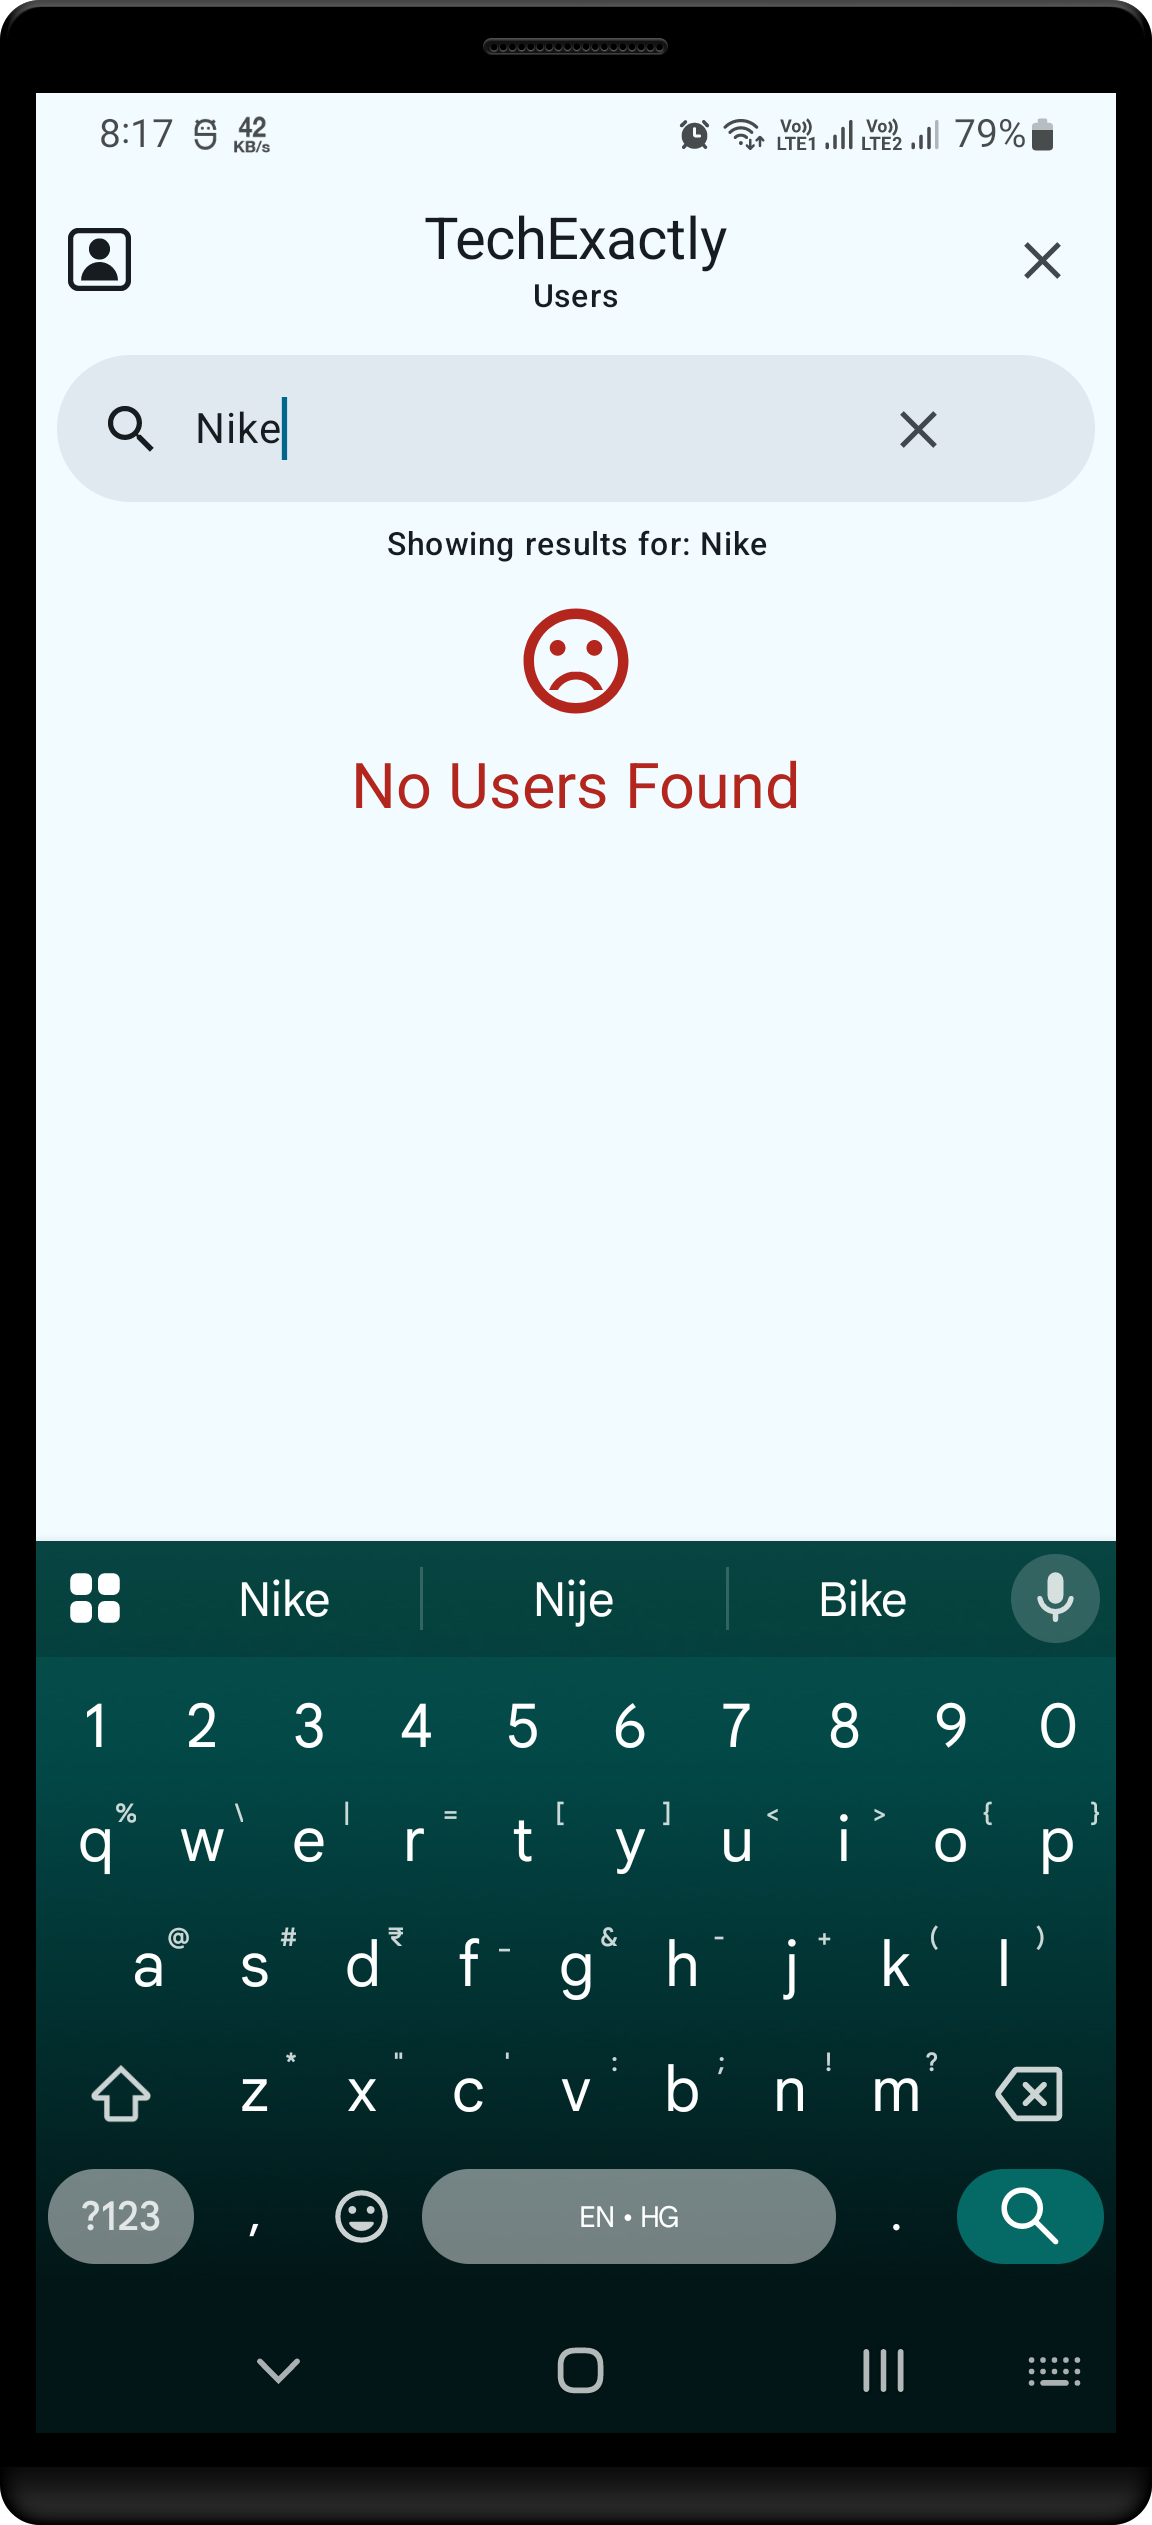 8:17 42 KB/s Vo)) LTE1 Vo)) LTE2 79%
TechExactly
Users
Nike
Showing results for: Nike
No Users Found
Nike Nije Bike
1 2 3 4 5 6 7 8 9 0
q % w \ e | r = t [ y ] u < i > o { p }
a @ s # d ₹ f _ g & h - j + k ( l )
z * x " c ' v : b ; n ! m ?
?123 , EN • HG .